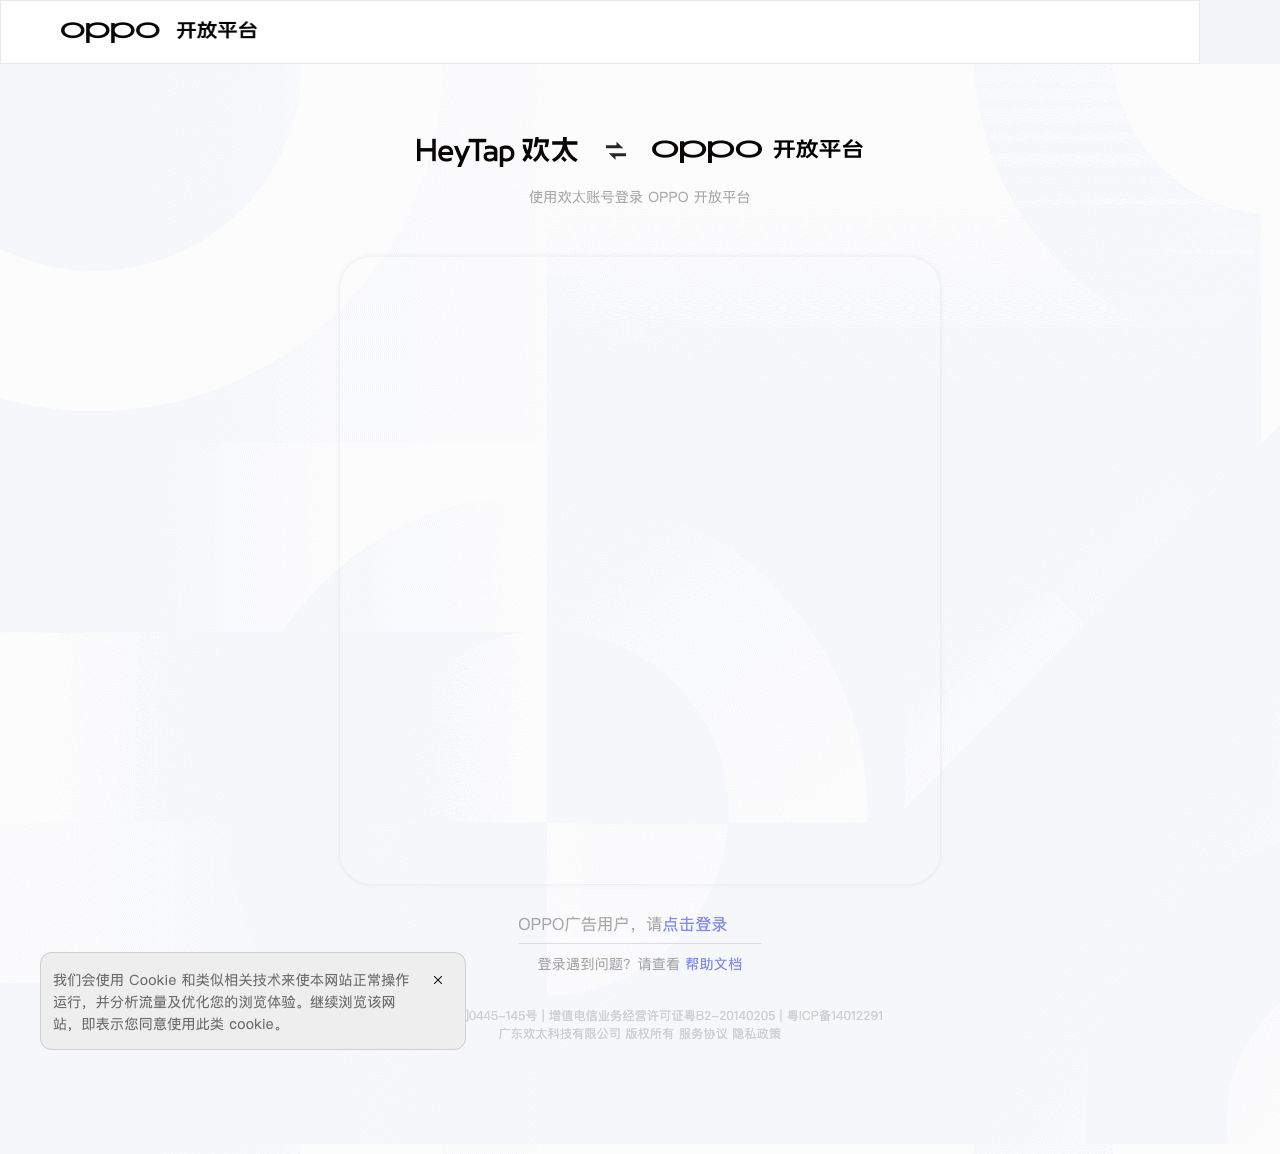 oppo 开放平台
HeyTap 欢太 oppo 开放平台
使用欢太账号登录 OPPO 开放平台
OPPO广告用户，请点击登录
登录遇到问题？请查看 帮助文档
我们会使用 Cookie 和类似相关技术来使本网站正常操作
运行，并分析流量及优化您的浏览体验。继续浏览该网
站，即表示您同意使用此类 cookie。
0445-145号 | 增值电信业务经营许可证粤B2-20140205 | 粤ICP备14012291
广东欢太科技有限公司 版权所有 服务协议 隐私政策